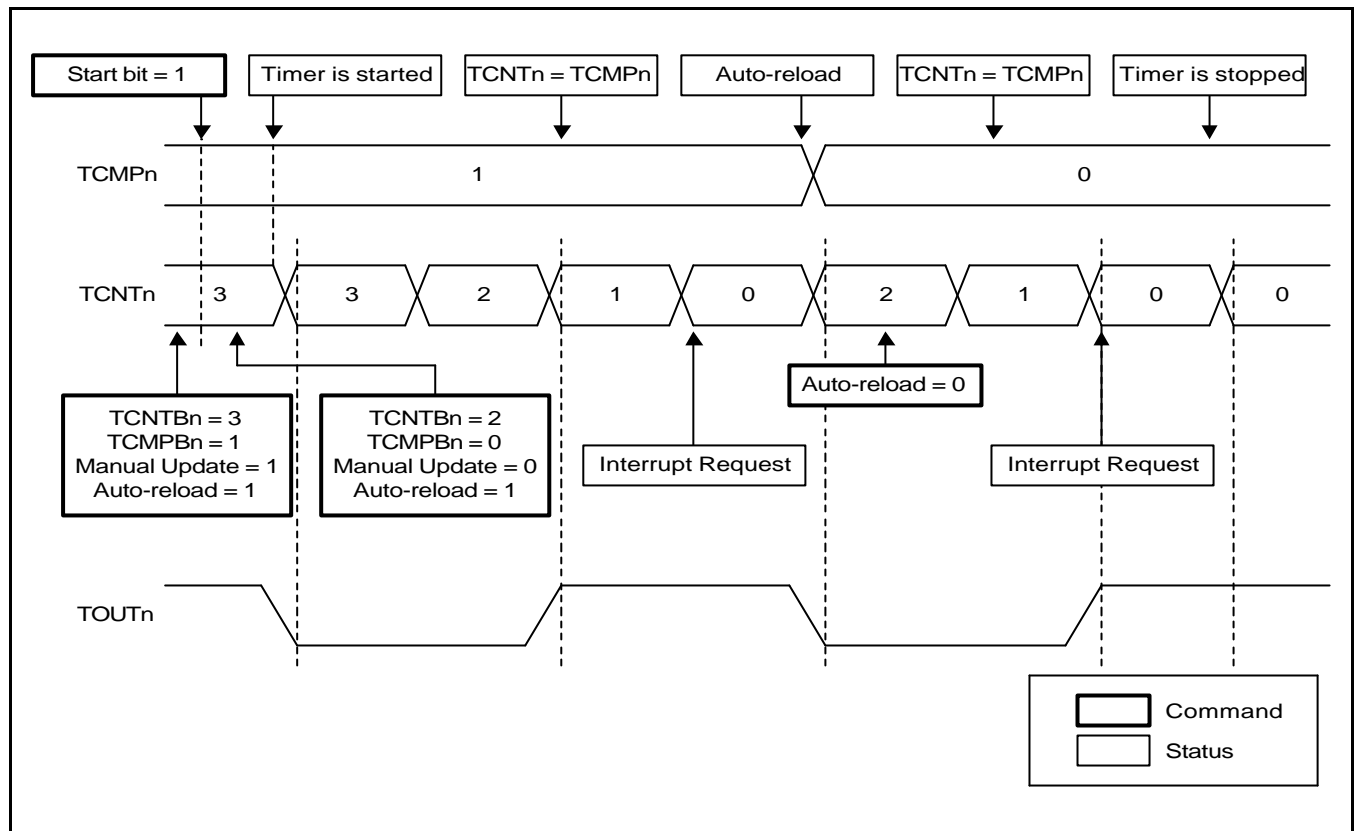 Start bit = 1
Timer is started
TCNTn = TCMPn
Auto-reload
TCNTn = TCMPn
Timer is stopped
TCMPn
1
0
TCNTn
3
3
2
1
0
2
1
0
0
Auto-reload = 0
TCNTBn = 3
TCMPBn = 1
Manual Update = 1
Auto-reload = 1
TCNTBn = 2
TCMPBn = 0
Manual Update = 0
Auto-reload = 1
Interrupt Request
Interrupt Request
TOUTn
Command
Status